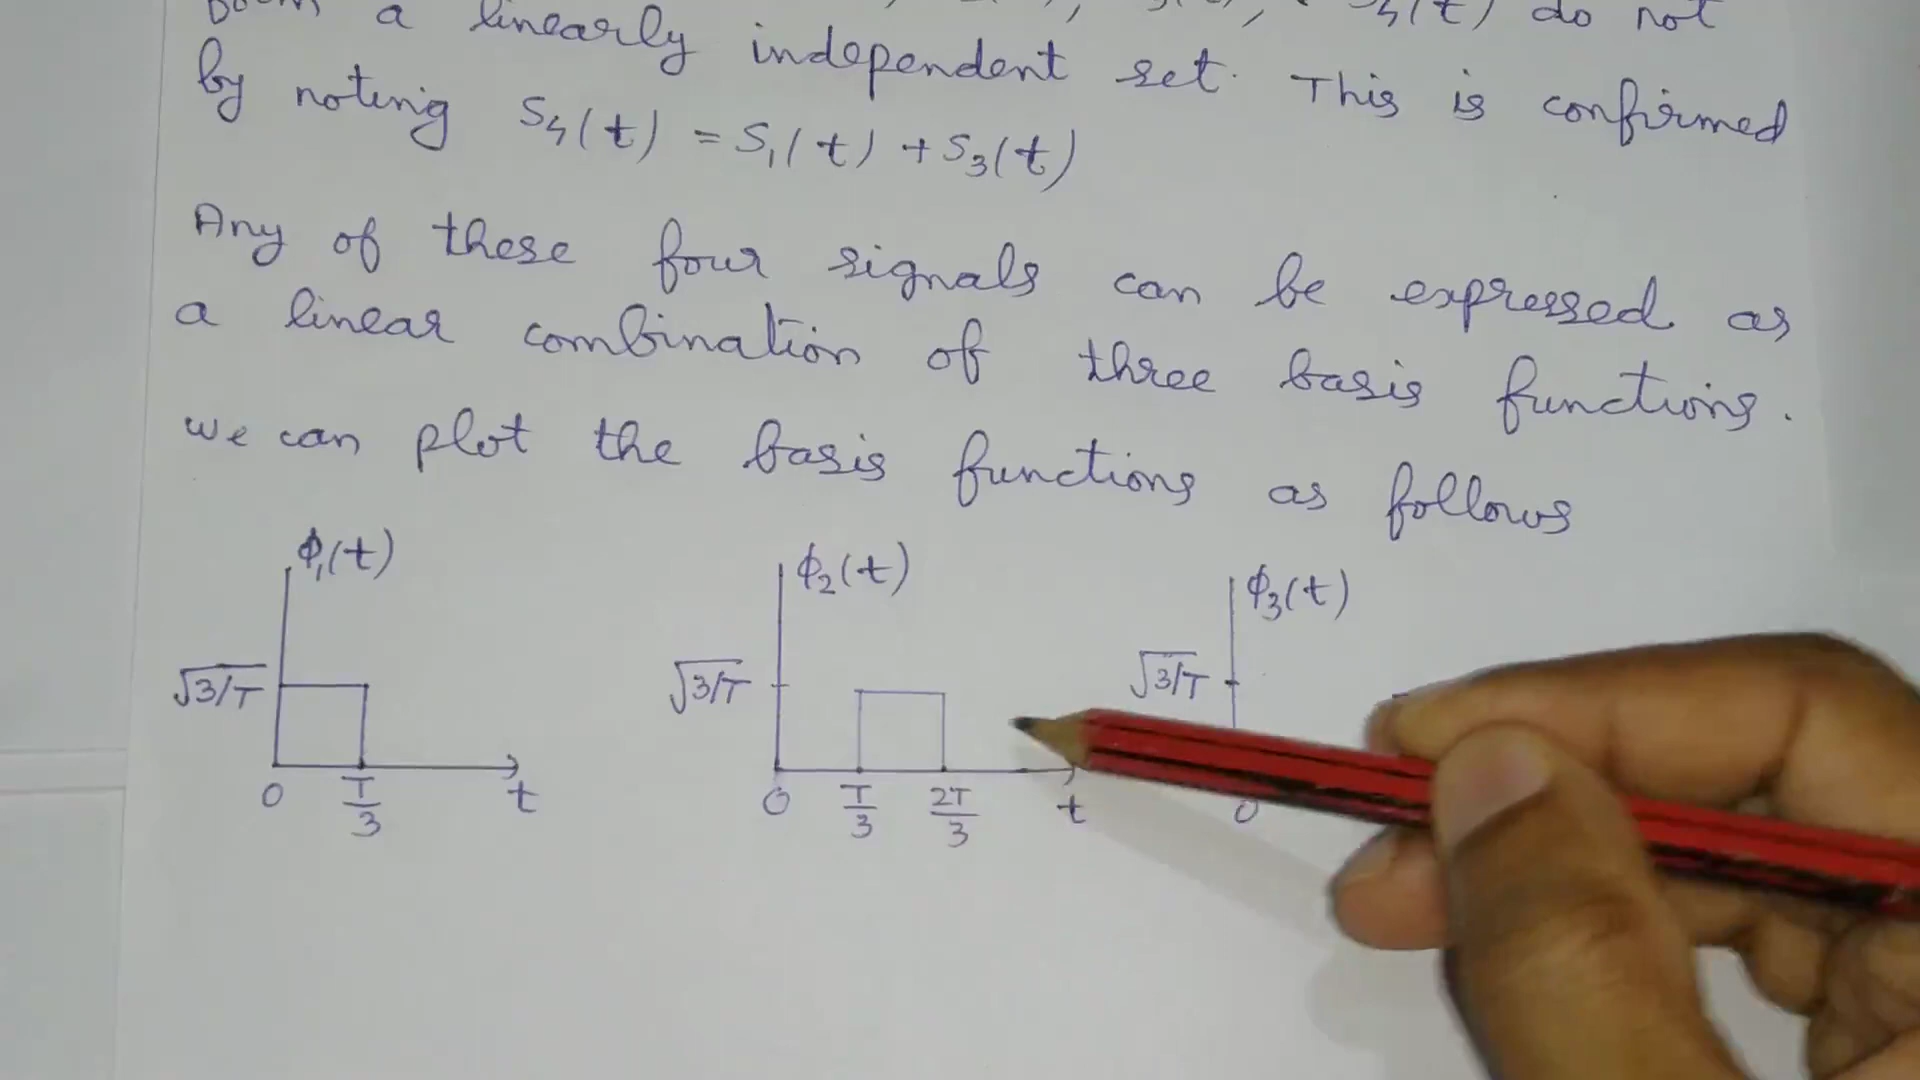 a linearly independent set. This is confirmed
do not
by noting S4(t) = S1(t) + S3(t)
Any of these four signals can be expressed as
a linear combination of three basis functions.
we can plot the basis functions as follows
ϕ1(t)
√3/T
0 T/3 t
ϕ2(t)
√3/T
0 T/3 2T/3 t
ϕ3(t)
√3/T
0